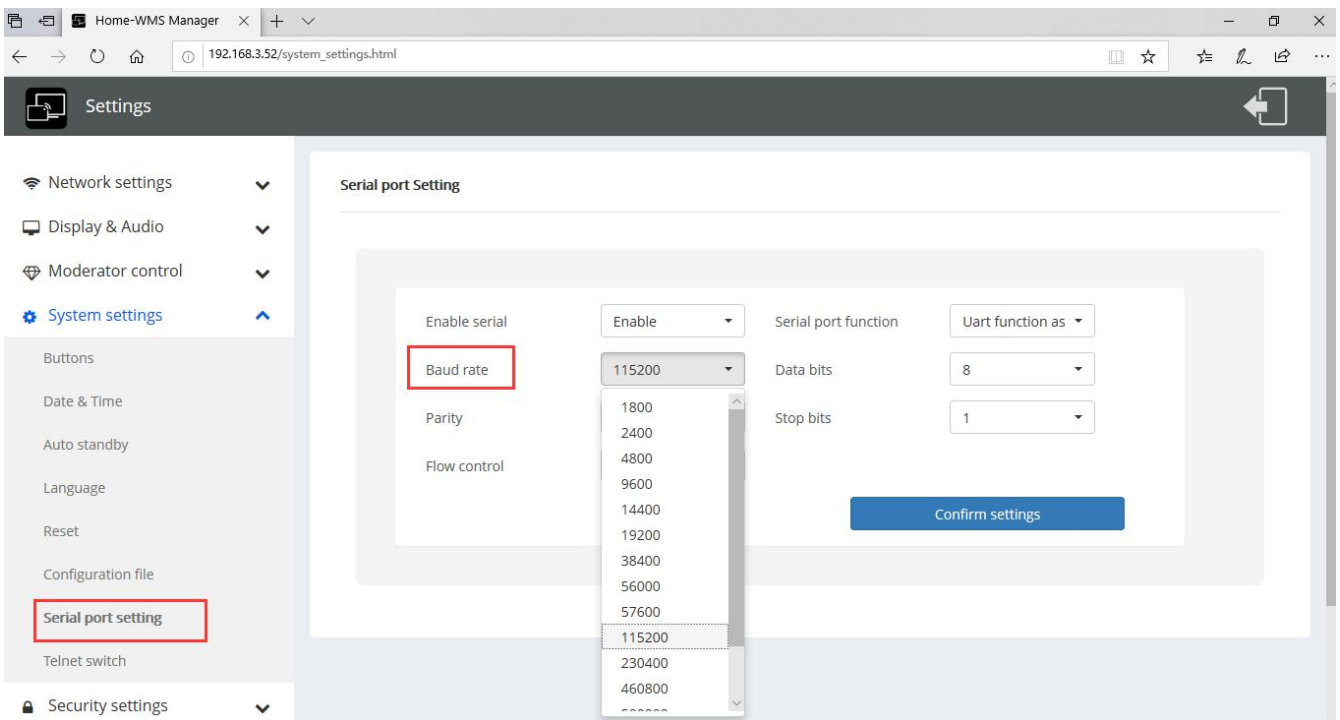 Home-WMS Manager
192.168.3.52/system_settings.html
Settings
Network settings
Display & Audio
Moderator control
System settings
Buttons
Date & Time
Auto standby
Language
Reset
Configuration file
Serial port setting
Telnet switch
Security settings
Serial port Setting
Enable serial
Enable
Serial port function
Uart function as
Baud rate
115200
Data bits
8
Parity
Stop bits
1
Flow control
1800
2400
4800
9600
14400
19200
38400
56000
57600
115200
230400
460800
Confirm settings